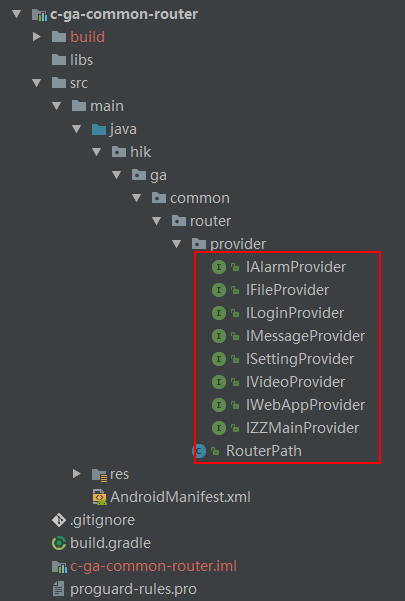 c-ga-common-router
build
libs
src
main
java
hik
ga
common
router
provider
IAlarmProvider
IFileProvider
ILoginProvider
IMessageProvider
ISettingProvider
IVideoProvider
IWebAppProvider
IZZMainProvider
RouterPath
res
AndroidManifest.xml
.gitignore
build.gradle
c-ga-common-router.iml
proguard-rules.pro